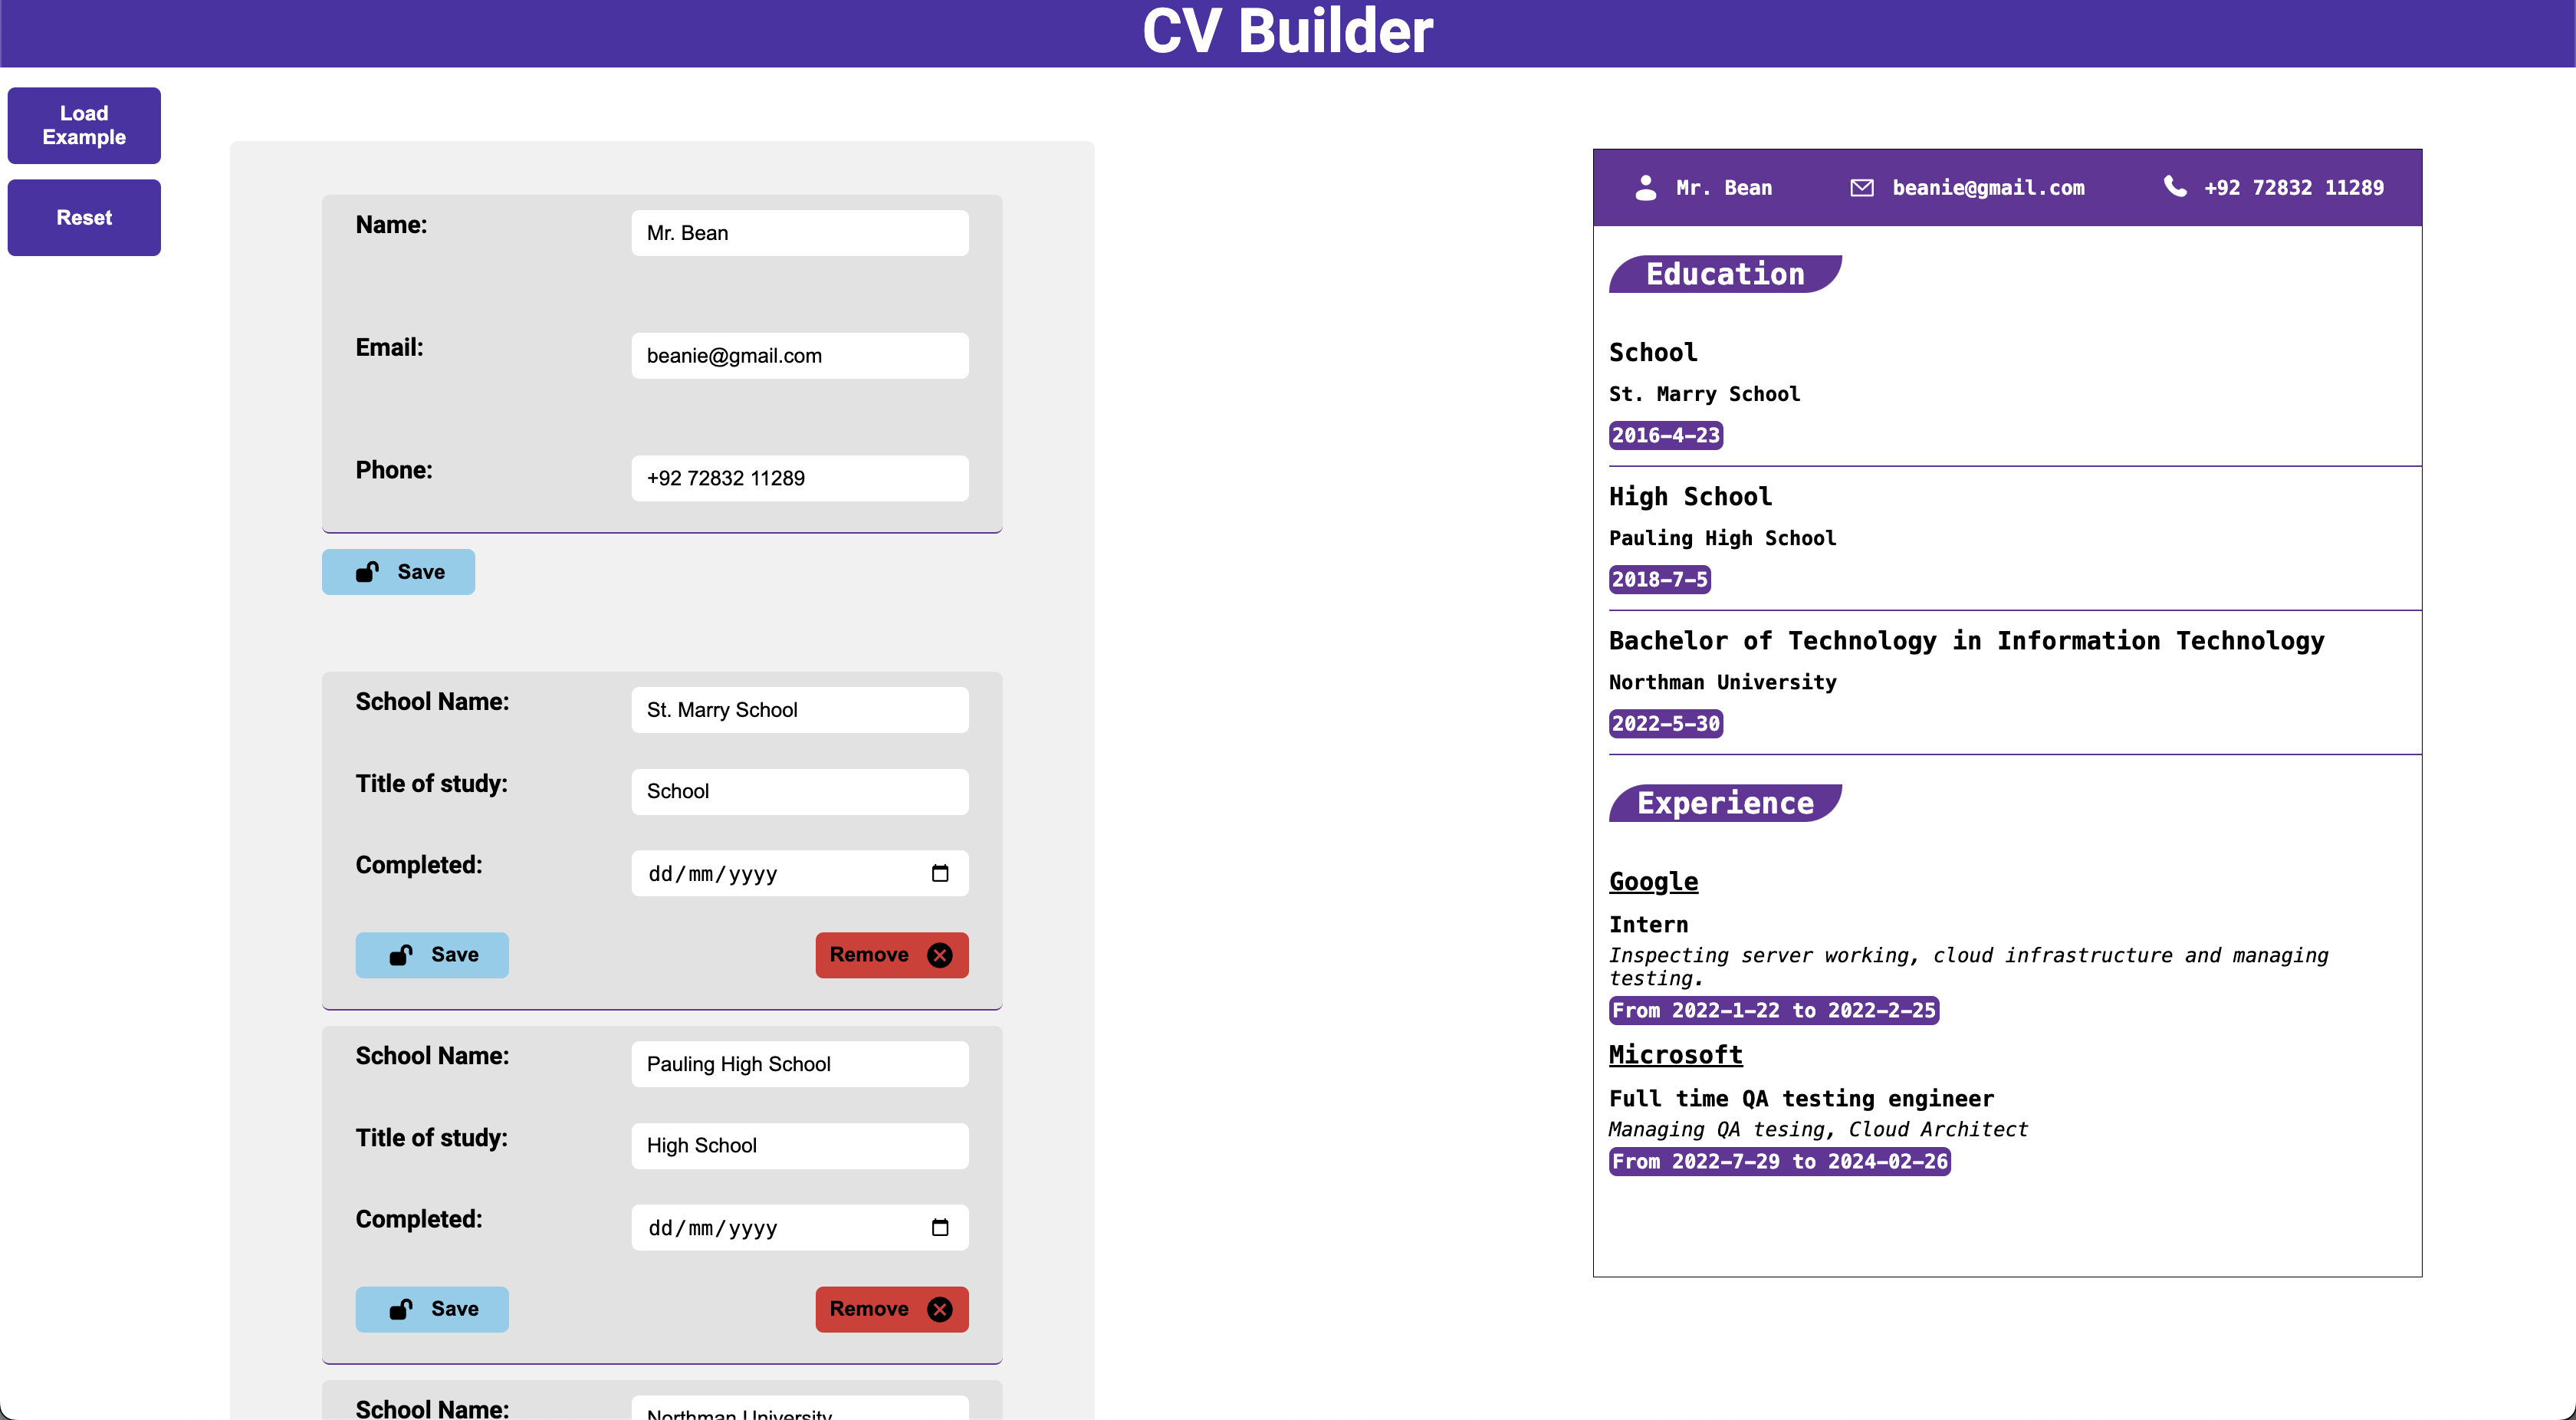 CV Builder
Load
Example
Reset
Name:
Mr. Bean
Email:
beanie@gmail.com
Phone:
+92 72832 11289
Save
School Name:
St. Marry School
Title of study:
School
Completed:
dd/mm/yyyy
Save
Remove
School Name:
Pauling High School
Title of study:
High School
Completed:
dd/mm/yyyy
Save
Remove
School Name:
Northman University
Mr. Bean
beanie@gmail.com
+92 72832 11289
Education
School
St. Marry School
2016-4-23
High School
Pauling High School
2018-7-5
Bachelor of Technology in Information Technology
Northman University
2022-5-30
Experience
Google
Intern
Inspecting server working, cloud infrastructure and managing
testing.
From 2022-1-22 to 2022-2-25
Microsoft
Full time QA testing engineer
Managing QA tesing, Cloud Architect
From 2022-7-29 to 2024-02-26